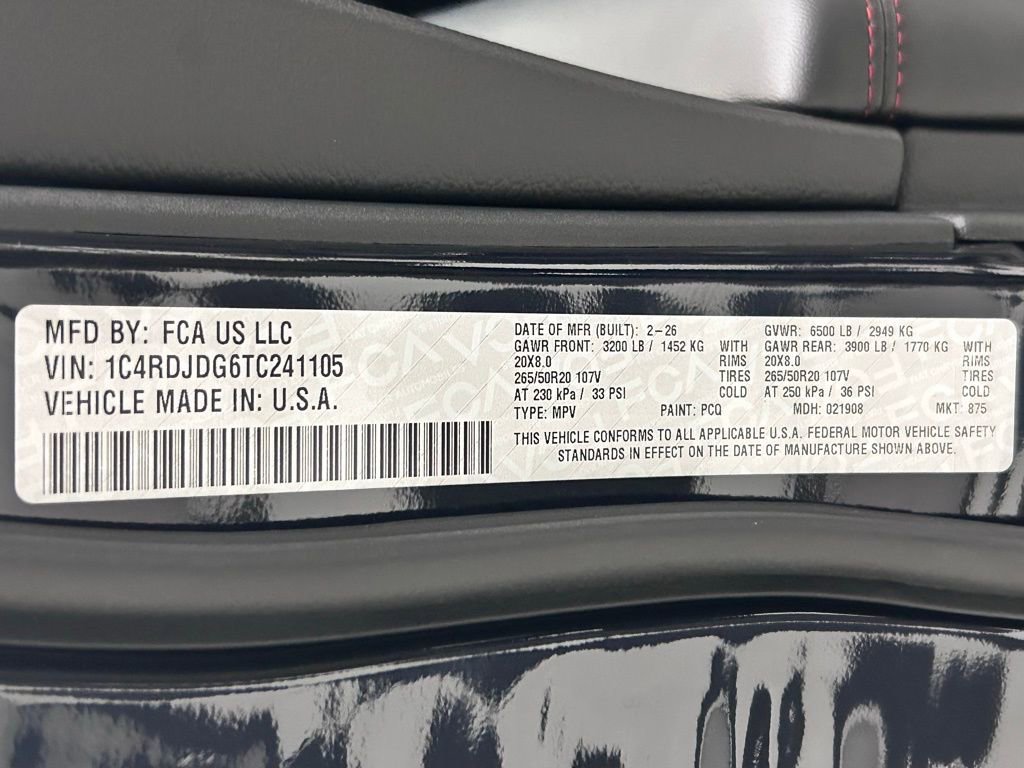 MFD BY: FCA US LLC
VIN: 1C4RDJDG6TC241105
VEHICLE MADE IN: U.S.A.
DATE OF MFR (BUILT): 2-26 GVWR: 6500 LB / 2949 KG
GAWR FRONT: 3200 LB / 1452 KG WITH GAWR REAR: 3900 LB / 1770 KG WITH
20X8.0 RIMS 20X8.0 RIMS
265/50R20 107V TIRES 265/50R20 107V TIRES
AT 230 kPa / 33 PSI COLD AT 250 kPa / 36 PSI COLD
TYPE: MPV PAINT: PCQ MDH: 021908 MKT: 875
THIS VEHICLE CONFORMS TO ALL APPLICABLE U.S.A. FEDERAL MOTOR VEHICLE SAFETY
STANDARDS IN EFFECT ON THE DATE OF MANUFACTURE SHOWN ABOVE.